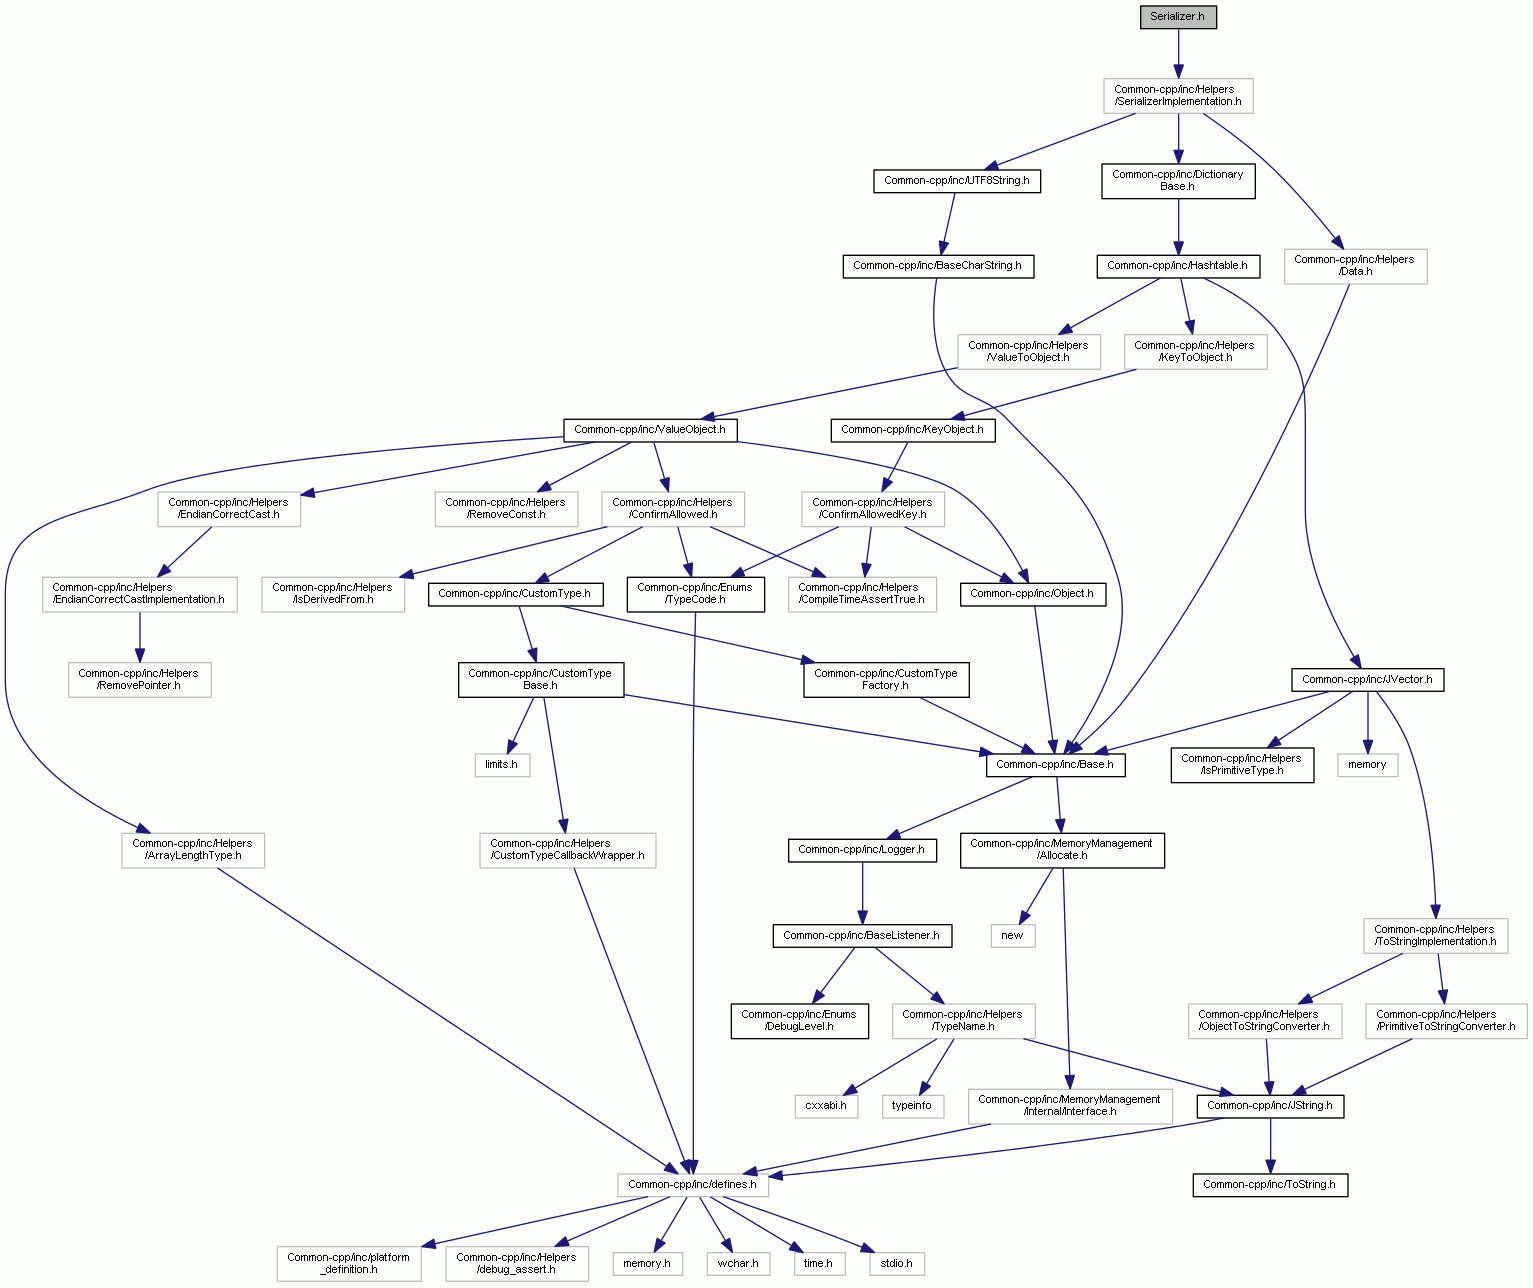 Serializer.h
Common-cpp/inc/Helpers
/SerializerImplementation.h
Common-cpp/inc/UTF8String.h
Common-cpp/inc/Dictionary
Base.h
Common-cpp/inc/BaseCharString.h
Common-cpp/inc/Hashtable.h
Common-cpp/inc/Helpers
/Data.h
Common-cpp/inc/Helpers
/ValueToObject.h
Common-cpp/inc/Helpers
/KeyToObject.h
Common-cpp/inc/ValueObject.h
Common-cpp/inc/KeyObject.h
Common-cpp/inc/Helpers
/EndianCorrectCast.h
Common-cpp/inc/Helpers
/RemoveConst.h
Common-cpp/inc/Helpers
/ConfirmAllowed.h
Common-cpp/inc/Helpers
/ConfirmAllowedKey.h
Common-cpp/inc/Helpers
/EndianCorrectCastImplementation.h
Common-cpp/inc/Helpers
/IsDerivedFrom.h
Common-cpp/inc/CustomType.h
Common-cpp/inc/Enums
/TypeCode.h
Common-cpp/inc/Helpers
/CompileTimeAssertTrue.h
Common-cpp/inc/Object.h
Common-cpp/inc/Helpers
/RemovePointer.h
Common-cpp/inc/CustomType
Base.h
Common-cpp/inc/CustomType
Factory.h
Common-cpp/inc/JVector.h
limits.h
Common-cpp/inc/Base.h
Common-cpp/inc/Helpers
/IsPrimitiveType.h
memory
Common-cpp/inc/Helpers
/ArrayLengthType.h
Common-cpp/inc/Helpers
/CustomTypeCallbackWrapper.h
Common-cpp/inc/Logger.h
Common-cpp/inc/MemoryManagement
/Allocate.h
Common-cpp/inc/BaseListener.h
new
Common-cpp/inc/Helpers
/ToStringImplementation.h
Common-cpp/inc/Enums
/DebugLevel.h
Common-cpp/inc/Helpers
/TypeName.h
Common-cpp/inc/Helpers
/ObjectToStringConverter.h
Common-cpp/inc/Helpers
/PrimitiveToStringConverter.h
cxxabi.h
typeinfo
Common-cpp/inc/MemoryManagement
/Internal/Interface.h
Common-cpp/inc/JString.h
Common-cpp/inc/defines.h
Common-cpp/inc/ToString.h
Common-cpp/inc/platform
_definition.h
Common-cpp/inc/Helpers
/debug_assert.h
memory.h
wchar.h
time.h
stdio.h